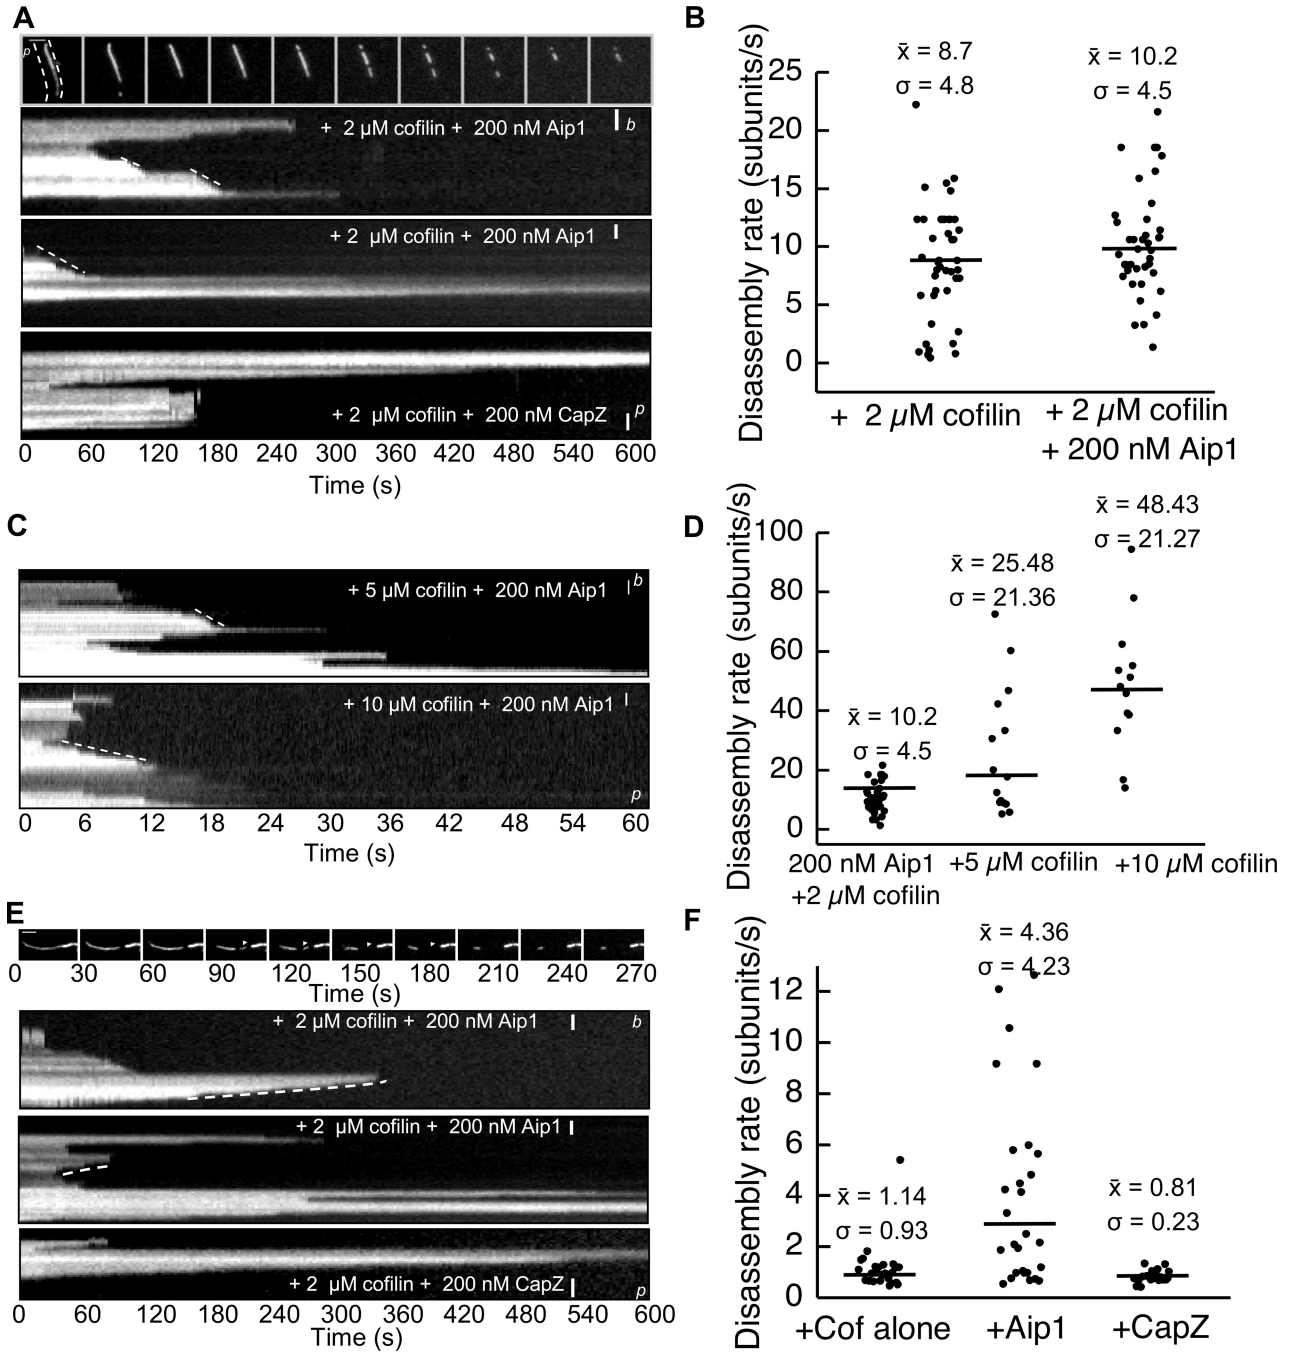 A
p
+ 2 µM cofilin + 200 nM Aip1
b
+ 2 µM cofilin + 200 nM Aip1
+ 2 µM cofilin + 200 nM CapZ
p
0 60 120 180 240 300 360 420 480 540 600
Time (s)
B
Disassembly rate (subunits/s)
x̄ = 8.7
σ = 4.8
x̄ = 10.2
σ = 4.5
25
20
15
10
5
0
+ 2 µM cofilin
+ 2 µM cofilin
+ 200 nM Aip1
C
+ 5 µM cofilin + 200 nM Aip1
b
+ 10 µM cofilin + 200 nM Aip1
p
0 6 12 18 24 30 36 42 48 54 60
Time (s)
D
Disassembly rate (subunits/s)
x̄ = 48.43
σ = 21.27
x̄ = 25.48
σ = 21.36
x̄ = 10.2
σ = 4.5
100
80
60
40
20
0
200 nM Aip1
+2 µM cofilin
+5 µM cofilin
+10 µM cofilin
E
0 30 60 90 120 150 180 210 240 270
Time (s)
+ 2 µM cofilin + 200 nM Aip1
b
+ 2 µM cofilin + 200 nM Aip1
+ 2 µM cofilin + 200 nM CapZ
p
0 60 120 180 240 300 360 420 480 540 600
Time (s)
F
Disassembly rate (subunits/s)
x̄ = 4.36
σ = 4.23
x̄ = 1.14
σ = 0.93
x̄ = 0.81
σ = 0.23
12
10
8
6
4
2
0
+Cof alone
+Aip1
+CapZ